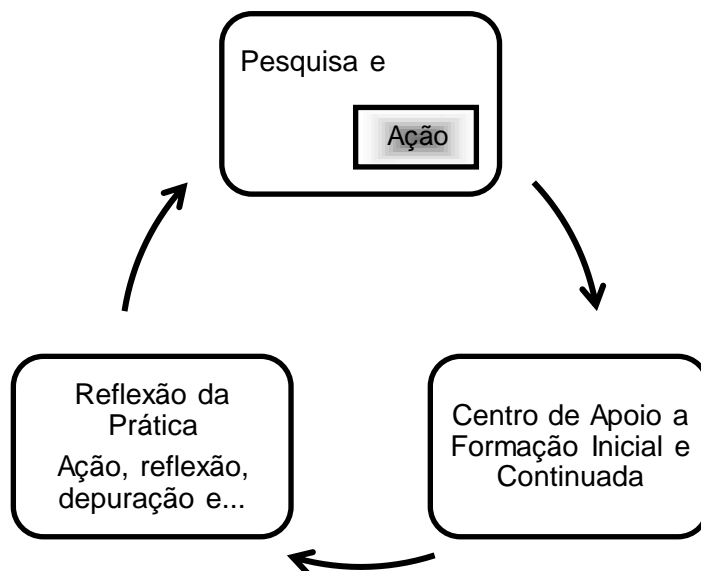 Pesquisa e
Ação
Reflexão da
Prática
Ação, reflexão,
depuração e...
Centro de Apoio a
Formação Inicial e
Continuada